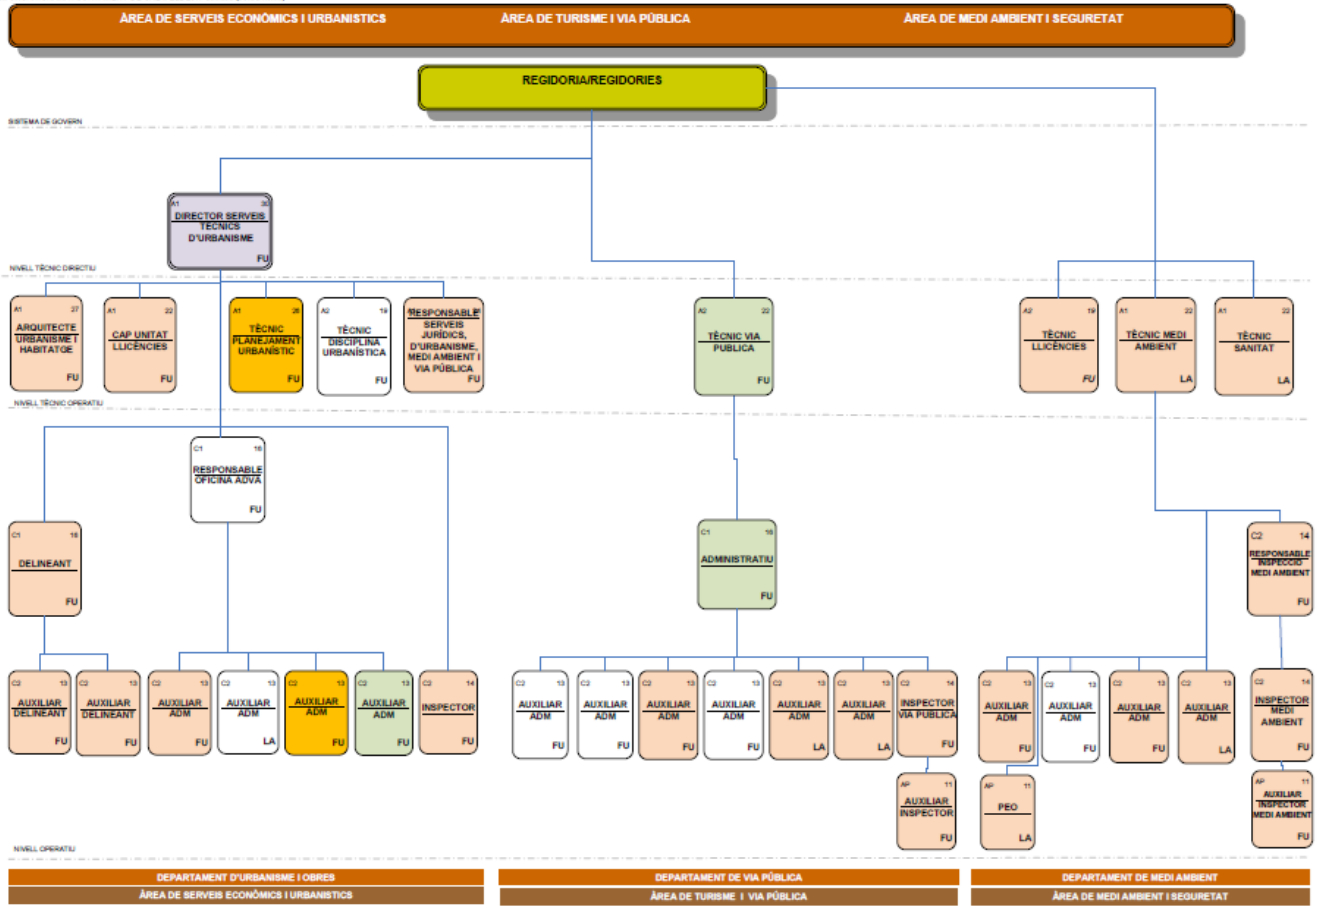 ÀREA DE SERVEIS ECONÒMICS I URBANISTICS
ÀREA DE TURISME I VIA PÚBLICA
ÀREA DE MEDI AMBIENT I SEGURETAT
REGIDORIA/REGIDORIES
SISTEMA DE GOVERN
A1
DIRECTOR SERVEIS
TECNICS
D'URBANISME
FU
NIVELL TÈCNIC DIRECTIU
A1 27
ARQUITECTE
URBANISME I
HABITATGE
FU
A1 22
CAP UNITAT
LLICÈNCIES
FU
A1 26
TÈCNIC
PLANEJAMENT
URBANÍSTIC
FU
A2 19
TÈCNIC
DISCIPLINA
URBANÍSTICA
FU
RESPONSABLE
SERVEIS
JURÍDICS,
D'URBANISME,
MEDI AMBIENT I
VIA PÚBLICA
FU
A2 22
TÈCNIC VIA
PUBLICA
FU
A2 19
TÈCNIC
LLICÈNCIES
FU
A1 22
TÈCNIC MEDI
AMBIENT
LA
A1 22
TÈCNIC
SANITAT
LA
NIVELL TÈCNIC OPERATIU
C1 16
RESPONSABLE
OFICINA ADVA
FU
C1 16
DELINEANT
FU
C1 16
ADMINISTRATIU
FU
C2 14
RESPONSABLE
INSPECCIÓ
MEDI AMBIENT
FU
C2 13
AUXILIAR
DELINEANT
FU
C2 13
AUXILIAR
DELINEANT
FU
C2 13
AUXILIAR
ADM
FU
C2 13
AUXILIAR
ADM
LA
C2 13
AUXILIAR
ADM
FU
C2 13
AUXILIAR
ADM
FU
C2 14
INSPECTOR
FU
C2 13
AUXILIAR
ADM
FU
C2 13
AUXILIAR
ADM
FU
C2 13
AUXILIAR
ADM
FU
C2 13
AUXILIAR
ADM
FU
C2 13
AUXILIAR
ADM
LA
C2 13
AUXILIAR
ADM
LA
C2 14
INSPECTOR
VIA PUBLICA
FU
C2 13
AUXILIAR
ADM
FU
C2 13
AUXILIAR
ADM
FU
C2 13
AUXILIAR
ADM
FU
C2 13
AUXILIAR
ADM
LA
C2 14
INSPECTOR
MEDI
AMBIENT
FU
AP 11
AUXILIAR
INSPECTOR
FU
AP 11
PEO
LA
AP 11
AUXILIAR
INSPECTOR
MEDI AMBIENT
FU
NIVELL OPERATIU
DEPARTAMENT D'URBANISME I OBRES
ÀREA DE SERVEIS ECONÒMICS I URBANISTICS
DEPARTAMENT DE VIA PÚBLICA
ÀREA DE TURISME I VIA PÚBLICA
DEPARTAMENT DE MEDI AMBIENT
ÀREA DE MEDI AMBIENT I SEGURETAT